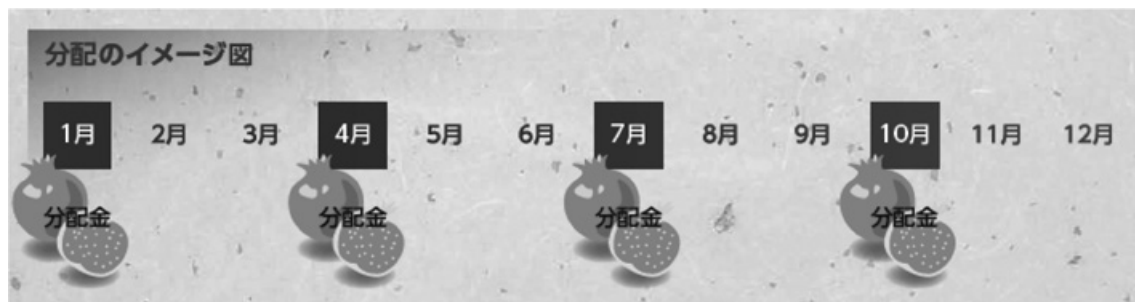 分配のイメージ図
1月 2月 3月 4月 5月 6月 7月 8月 9月 10月 11月 12月
分配金 分配金 分配金 分配金